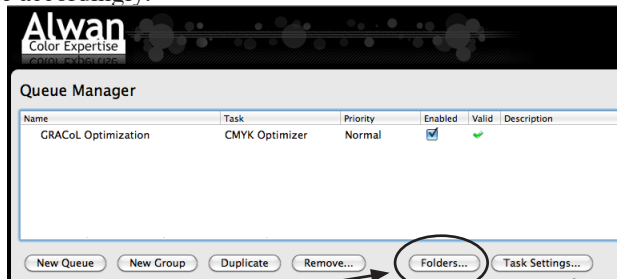 accordingly.
Alwan
Color Expertise
Queue Manager
Name Task Priority Enabled Valid Description
GRACoL Optimization CMYK Optimizer Normal
New Queue New Group Duplicate Remove... Folders... Task Settings...